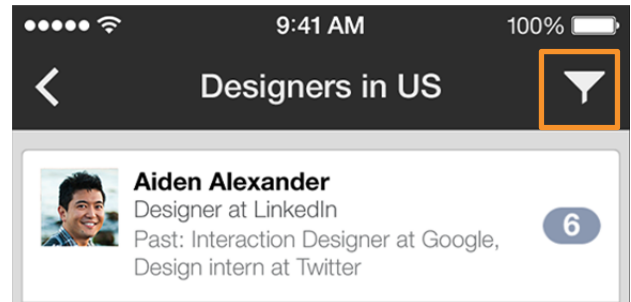 9:41 AM 100%
Designers in US
Aiden Alexander
Designer at LinkedIn
Past: Interaction Designer at Google,
Design intern at Twitter
6